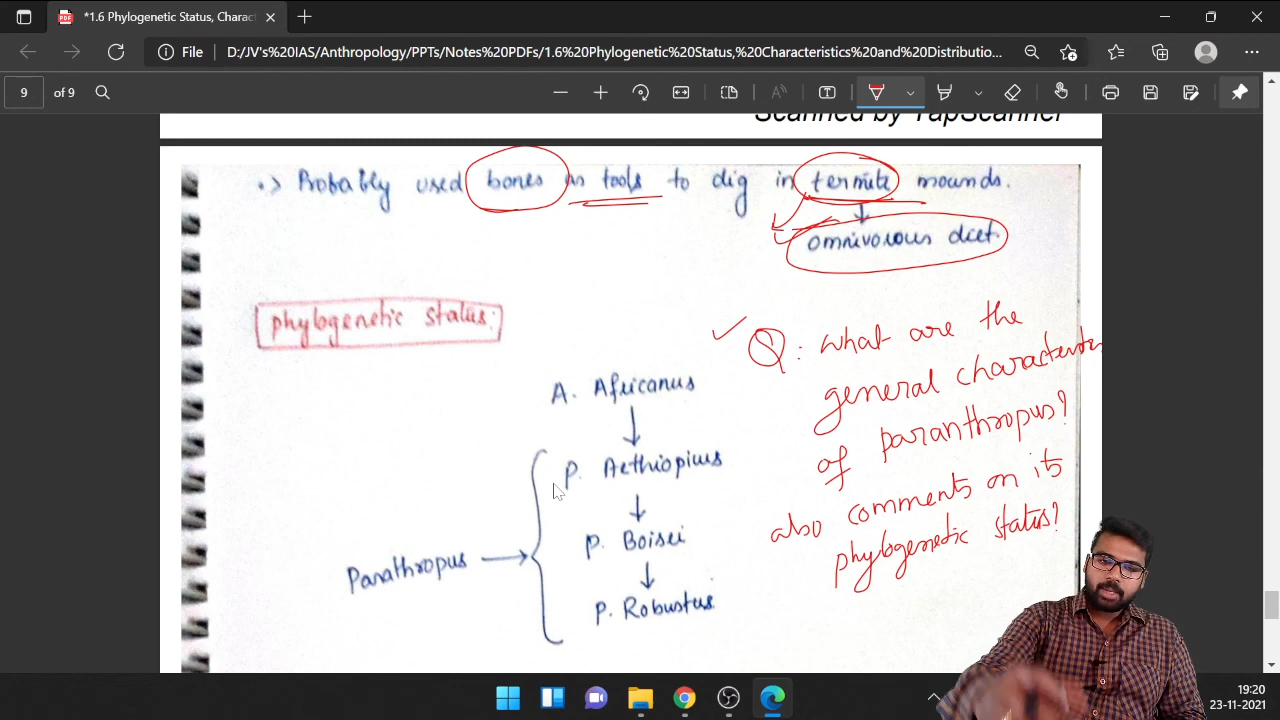 *1.6 Phylogenetic Status, Charact
File
D:/JV's%20IAS/Anthropology/PPTs/Notes%20PDFs/1.6%20Phylogenetic%20Status,%20Characteristics%20and%20Distributio...
9 of 9
Scanned by TapScanner
•> Probably used bones as tools to dig in termite mounds.
↓
omnivorous diet.
phylogenetic status:
Q: what are the
general characteristics
of paranthropus?
also comments on its
phylogenetic status?
A. Africanus
↓
P. Aethiopius
↓
P. Boisei
↓
P. Robustus
Parathropus →
19:20
23-11-2021